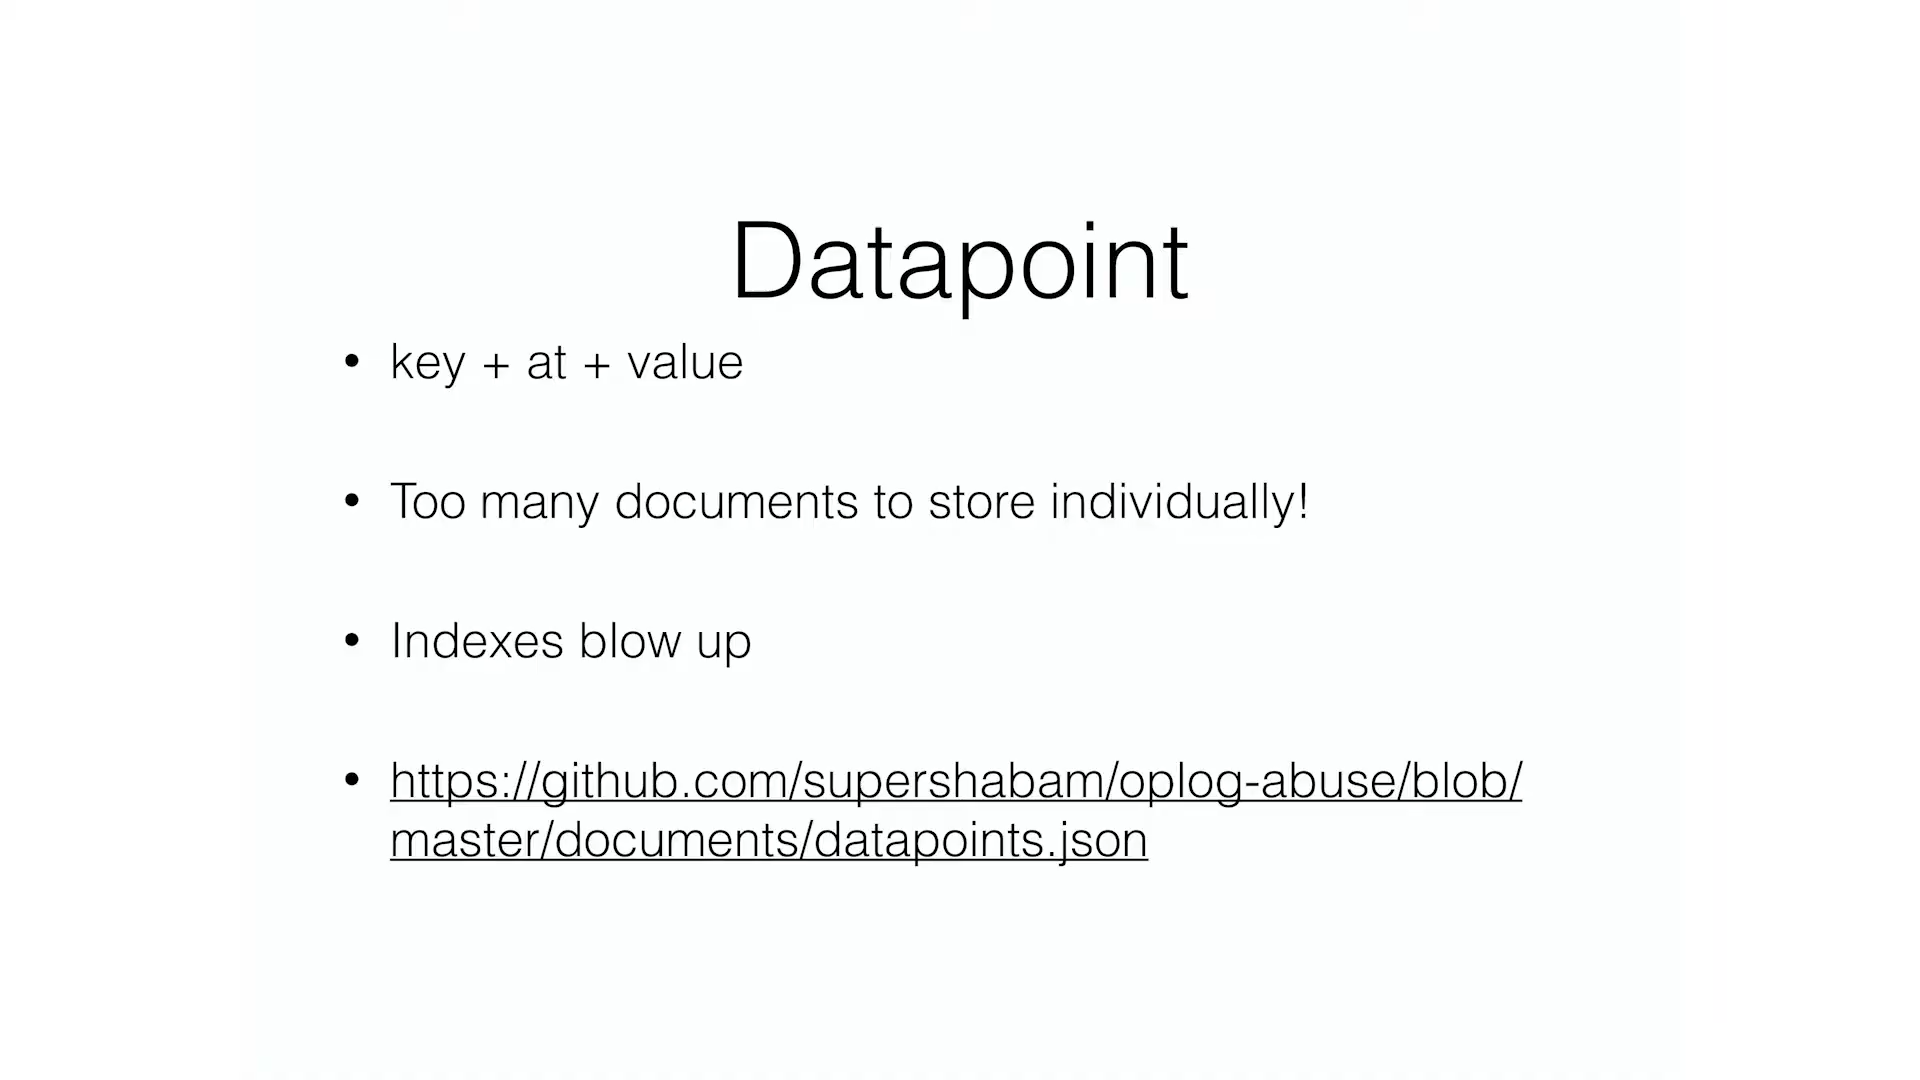 Datapoint
• key + at + value
• Too many documents to store individually!
• Indexes blow up
• https://github.com/supershabam/oplog-abuse/blob/
master/documents/datapoints.json